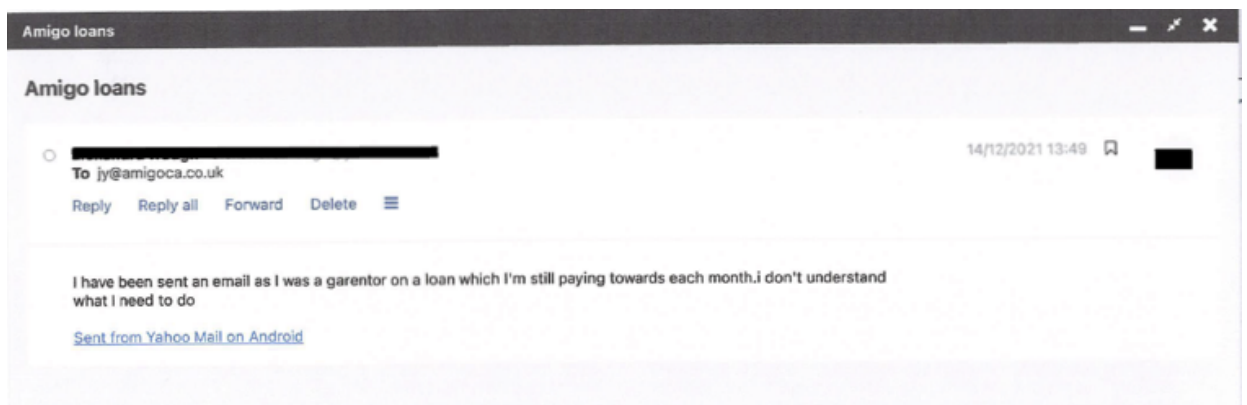 Amigo loans
Amigo loans
14/12/2021 13:49
To jy@amigoca.co.uk
Reply Reply all Forward Delete
I have been sent an email as I was a garentor on a loan which I'm still paying towards each month.i don't understand
what I need to do
Sent from Yahoo Mail on Android